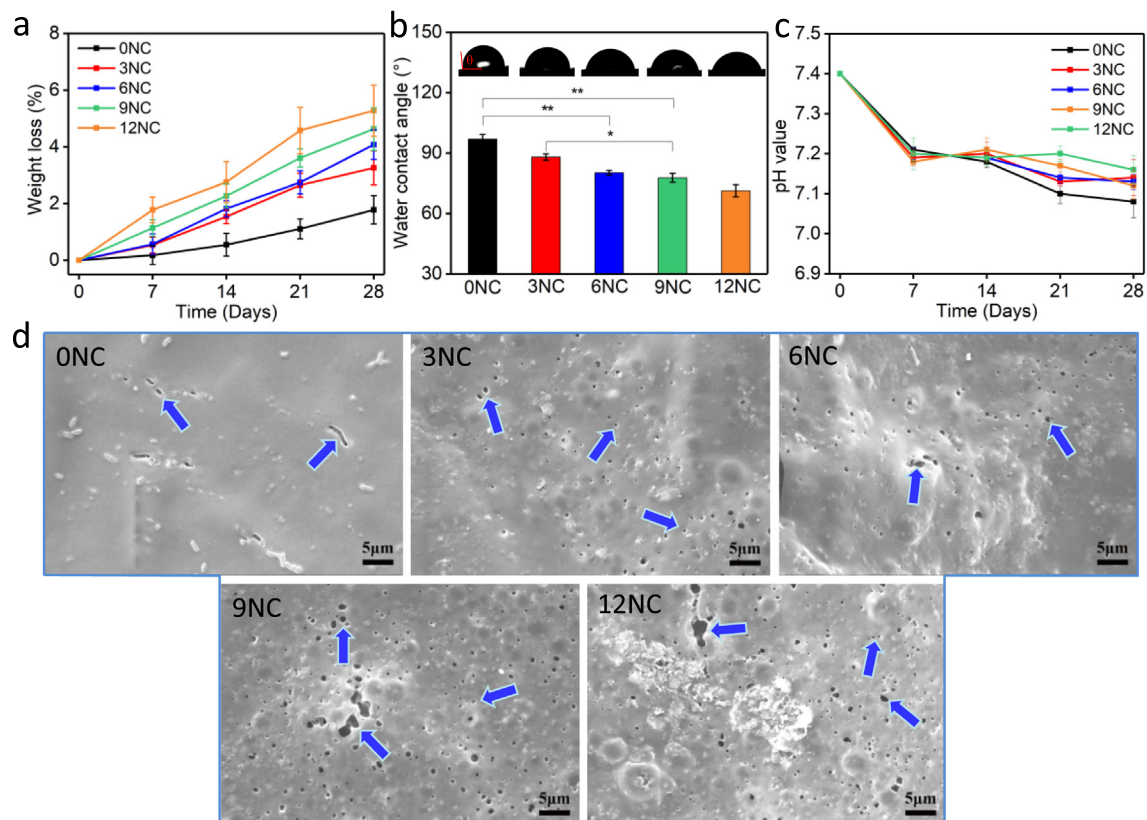 a
Weight loss (%)
6
4
2
0
0NC
3NC
6NC
9NC
12NC
0 7 14 21 28
Time (Days)
b
Water contact angle (°)
150
120
90
60
30
θ
**
**
*
0NC 3NC 6NC 9NC 12NC
c
pH value
7.5
7.4
7.3
7.2
7.1
7.0
6.9
0NC
3NC
6NC
9NC
12NC
0 7 14 21 28
Time (Days)
d
0NC
5μm
3NC
5μm
6NC
5μm
9NC
5μm
12NC
5μm